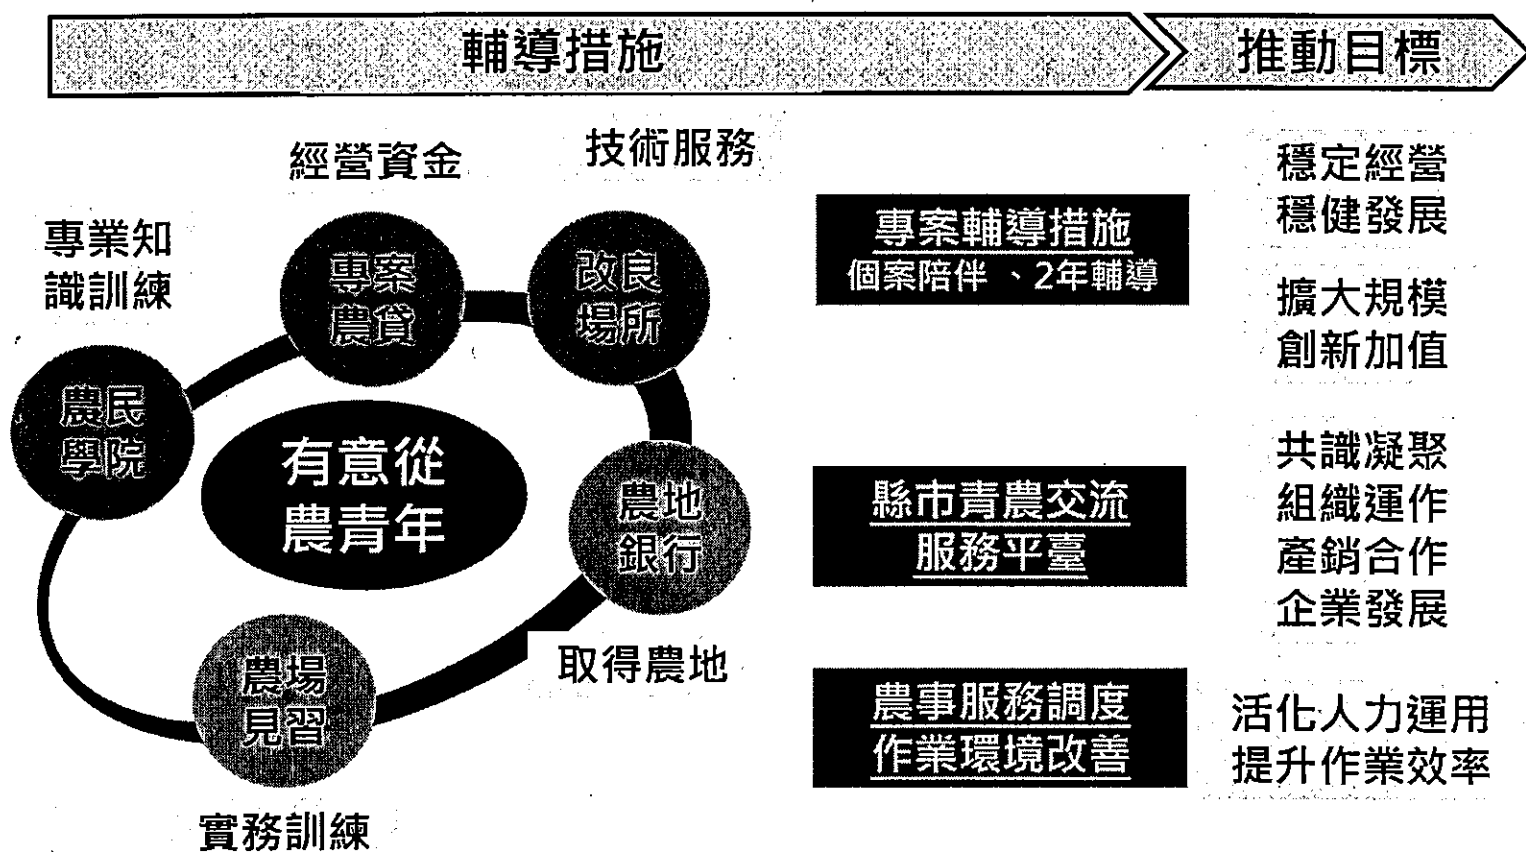 輔導措施
推動目標
專業知
識訓練
農民
學院
經營資金
專案
農貸
技術服務
改良
場所
有意從
農青年
農地
銀行
取得農地
農場
見習
實務訓練
專案輔導措施
個案陪伴 、2年輔導
縣市青農交流
服務平臺
農事服務調度
作業環境改善
穩定經營
穩健發展
擴大規模
創新加值
共識凝聚
組織運作
產銷合作
企業發展
活化人力運用
提升作業效率